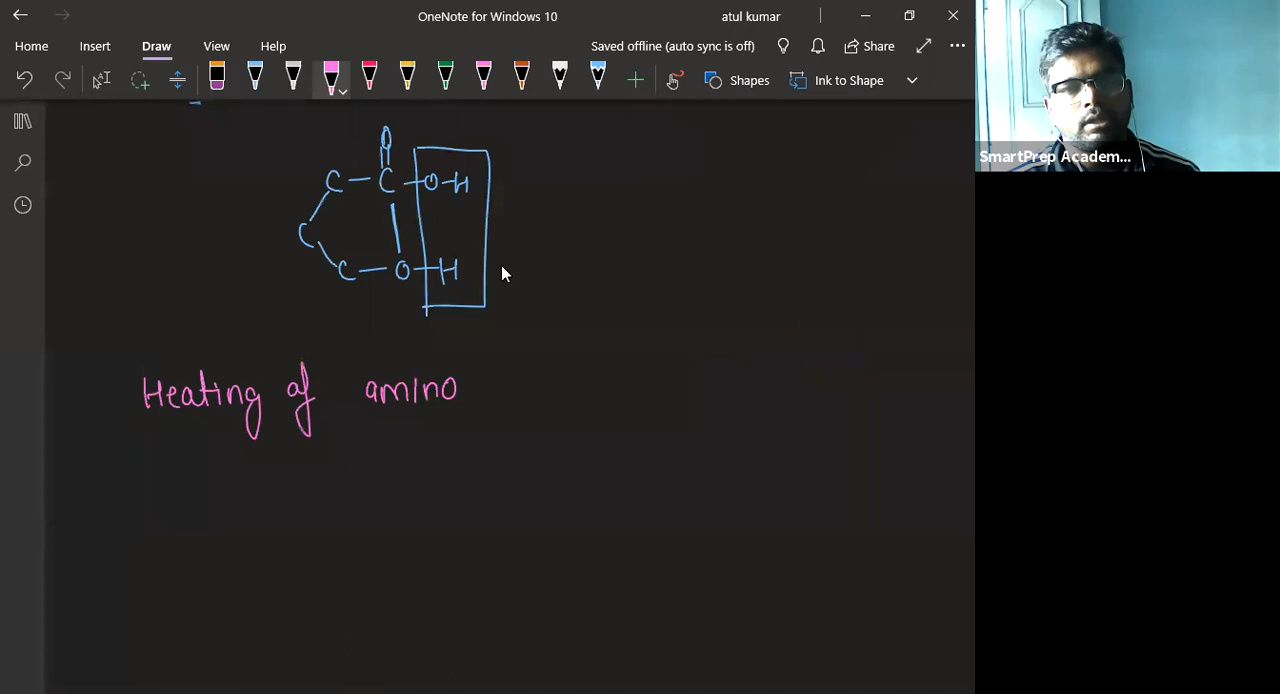 OneNote for Windows 10
atul kumar
Home Insert Draw View Help
Saved offline (auto sync is off)
Share
Shapes
Ink to Shape
SmartPrep Academ...
O
C - C - O - H
C
C - O - H
Heating of amino